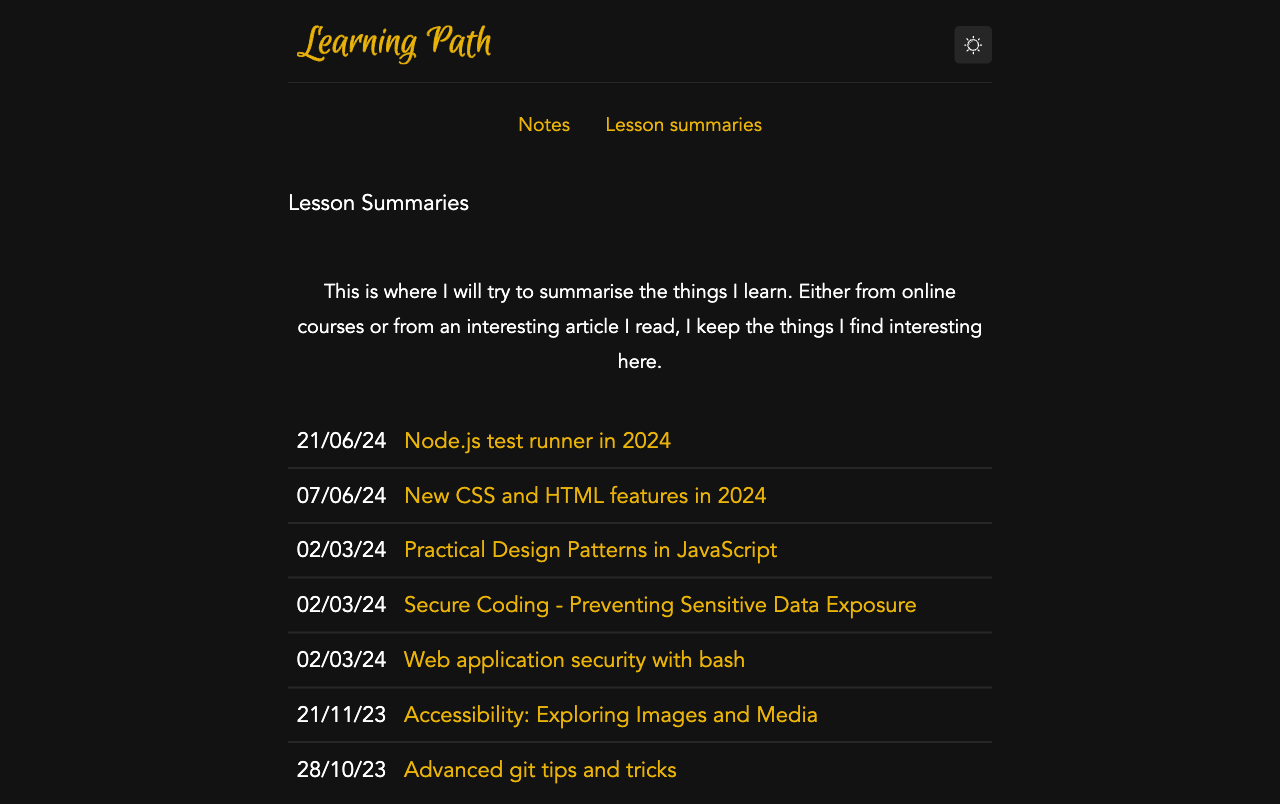 Learning Path
Notes Lesson summaries
Lesson Summaries
This is where I will try to summarise the things I learn. Either from online
courses or from an interesting article I read, I keep the things I find interesting
here.
21/06/24 Node.js test runner in 2024
07/06/24 New CSS and HTML features in 2024
02/03/24 Practical Design Patterns in JavaScript
02/03/24 Secure Coding - Preventing Sensitive Data Exposure
02/03/24 Web application security with bash
21/11/23 Accessibility: Exploring Images and Media
28/10/23 Advanced git tips and tricks